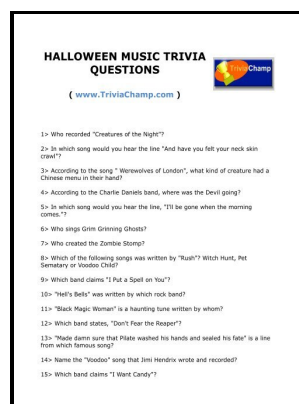 HALLOWEEN MUSIC TRIVIA
QUESTIONS
TriviaChamp
( www.TriviaChamp.com )
1> Who recorded "Creatures of the Night"?
2> In which song would you hear the line "And have you felt your neck skin
crawl"?
3> According to the song " Werewolves of London", what kind of creature had a
Chinese menu in their hand?
4> According to the Charlie Daniels band, where was the Devil going?
5> In which song would you hear the line, "I'll be gone when the morning
comes."?
6> Who sings Grim Grinning Ghosts?
7> Who created the Zombie Stomp?
8> Which of the following songs was written by "Rush"? Witch Hunt, Pet
Sematary or Voodoo Child?
9> Which band claims "I Put a Spell on You"?
10> "Hell's Bells" was written by which rock band?
11> "Black Magic Woman" is a haunting tune written by whom?
12> Which band states, "Don't Fear the Reaper"?
13> "Made damn sure that Pilate washed his hands and sealed his fate" is a line
from which famous song?
14> Name the "Voodoo" song that Jimi Hendrix wrote and recorded?
15> Which band claims "I Want Candy"?